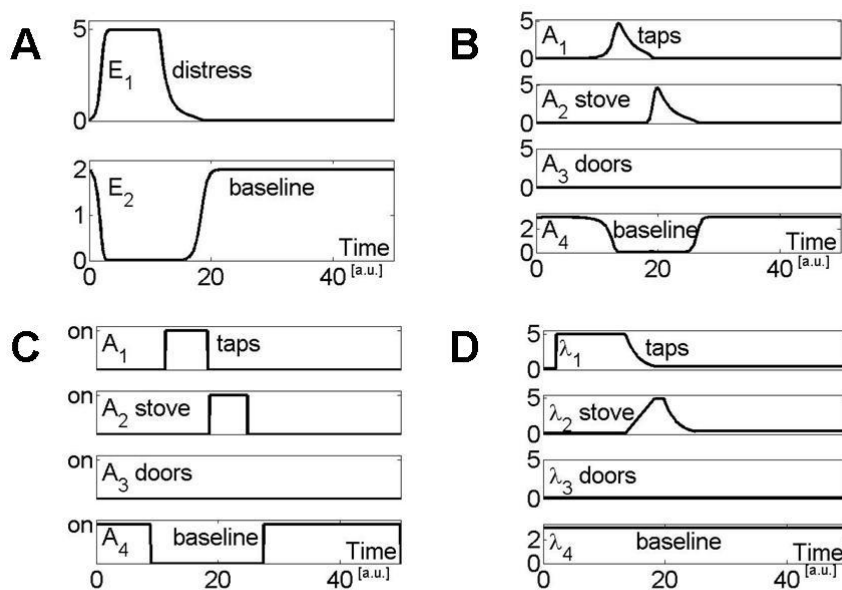 A
5
E1 distress
0
2
E2
baseline
1
Time
0
0 20 40 [a.u.]
B
5
A1 taps
0
5
A2 stove
0
5
A3 doors
0
2
A4 baseline
Time
0
0 20 40 [a.u.]
C
on
A1 taps
on
A2 stove
on
A3 doors
on
A4 baseline
Time
0 20 40 [a.u.]
D
5
λ1 taps
0
5
λ2 stove
0
5
λ3 doors
0
2
λ4 baseline
Time
0
0 20 40 [a.u.]